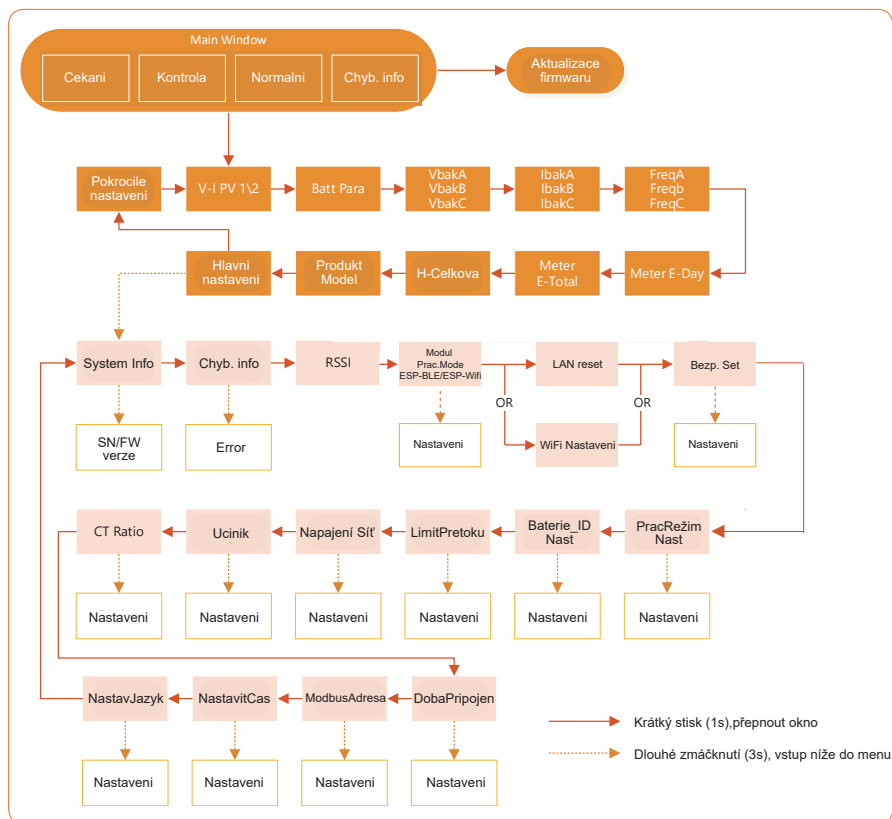 Main Window
Cekani
Kontrola
Normalni
Chyb. info
Aktualizace
firmwaru
Pokrocile
nastaveni
V-I PV 1\2
Batt Para
VbakA
VbakB
VbakC
IbakA
IbakB
IbakC
FreqA
Freqb
FreqC
Hlavni
nastaveni
Produkt
Model
H-Celkova
Meter
E-Total
Meter E-Day
System Info
Chyb. info
RSSI
Modul
Prac.Mode
ESP-BLE/ESP-Wifi
LAN reset
Bezp. Set
OR
OR
WiFi Nastaveni
SN/FW
verze
Error
Nastaveni
Nastaveni
CT Ratio
Ucinik
Napajení Síť
LimitPretoku
Baterie_ID
Nast
PracRežim
Nast
Nastaveni
Nastaveni
Nastaveni
Nastaveni
Nastaveni
Nastaveni
NastavJazyk
NastavitCas
ModbusAdresa
DobaPripojen
Nastaveni
Nastaveni
Nastaveni
Nastaveni
Krátký stisk (1s),přepnout okno
Dlouhé zmáčknutí (3s), vstup níže do menu